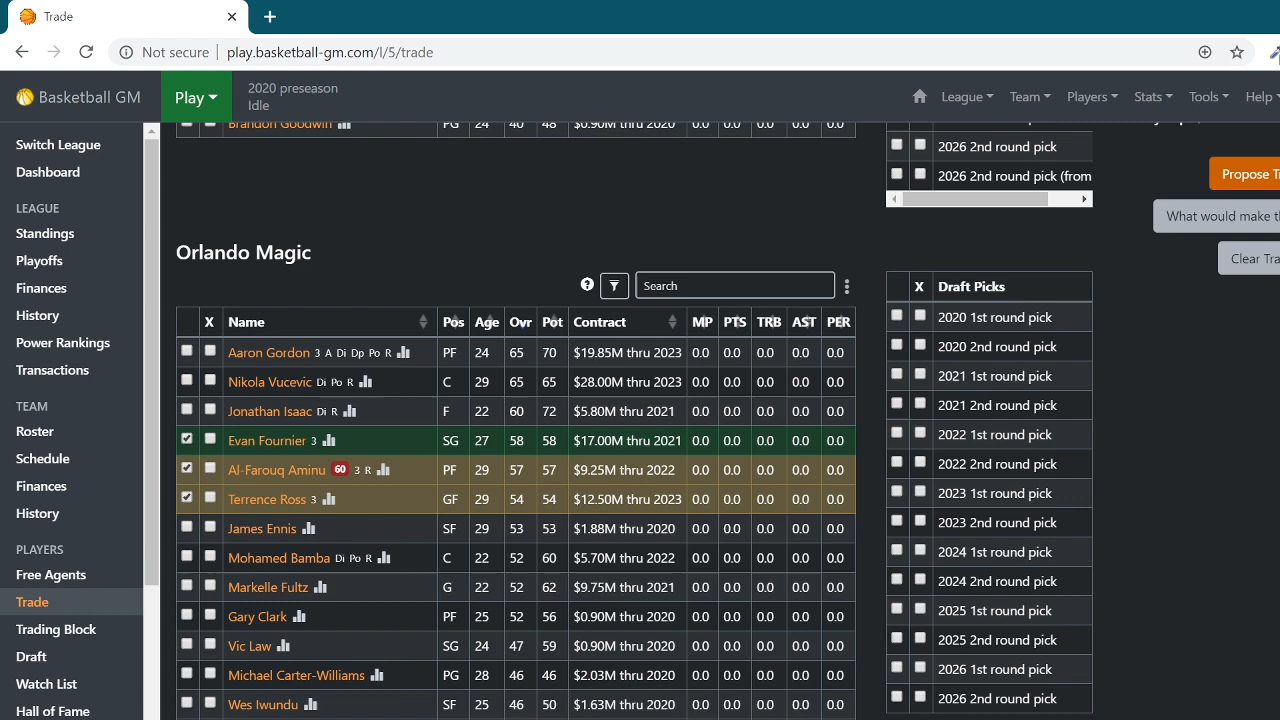 Trade
Not secure play.basketball-gm.com/l/5/trade
Basketball GM
Play
2020 preseason
Idle
League Team Players Stats Tools Help
Switch League
Dashboard
LEAGUE
Standings
Playoffs
Finances
History
Power Rankings
Transactions
TEAM
Roster
Schedule
Finances
History
PLAYERS
Free Agents
Trade
Trading Block
Draft
Watch List
Hall of Fame
Brandon Goodwin PG 24 40 48 $0.90M thru 2020 0.0 0.0 0.0 0.0 0.0
2026 2nd round pick
2026 2nd round pick (from
Propose T
What would make th
Clear Tra
Orlando Magic
? Search
X Name Pos Age Ovr Pot Contract MP PTS TRB AST PER
Aaron Gordon 3 A Di Dp Po R PF 24 65 70 $19.85M thru 2023 0.0 0.0 0.0 0.0 0.0
Nikola Vucevic Di Po R C 29 65 65 $28.00M thru 2023 0.0 0.0 0.0 0.0 0.0
Jonathan Isaac Di R F 22 60 72 $5.80M thru 2021 0.0 0.0 0.0 0.0 0.0
Evan Fournier 3 SG 27 58 58 $17.00M thru 2021 0.0 0.0 0.0 0.0 0.0
Al-Farouq Aminu 60 3 R PF 29 57 57 $9.25M thru 2022 0.0 0.0 0.0 0.0 0.0
Terrence Ross 3 GF 29 54 54 $12.50M thru 2023 0.0 0.0 0.0 0.0 0.0
James Ennis SF 29 53 53 $1.88M thru 2020 0.0 0.0 0.0 0.0 0.0
Mohamed Bamba Di Po R C 22 52 60 $5.70M thru 2022 0.0 0.0 0.0 0.0 0.0
Markelle Fultz G 22 52 62 $9.75M thru 2021 0.0 0.0 0.0 0.0 0.0
Gary Clark PF 25 52 56 $0.90M thru 2020 0.0 0.0 0.0 0.0 0.0
Vic Law SG 24 47 59 $0.90M thru 2020 0.0 0.0 0.0 0.0 0.0
Michael Carter-Williams PG 28 46 46 $2.03M thru 2020 0.0 0.0 0.0 0.0 0.0
Wes Iwundu SF 25 46 50 $1.63M thru 2020 0.0 0.0 0.0 0.0 0.0
X Draft Picks
2020 1st round pick
2020 2nd round pick
2021 1st round pick
2021 2nd round pick
2022 1st round pick
2022 2nd round pick
2023 1st round pick
2023 2nd round pick
2024 1st round pick
2024 2nd round pick
2025 1st round pick
2025 2nd round pick
2026 1st round pick
2026 2nd round pick